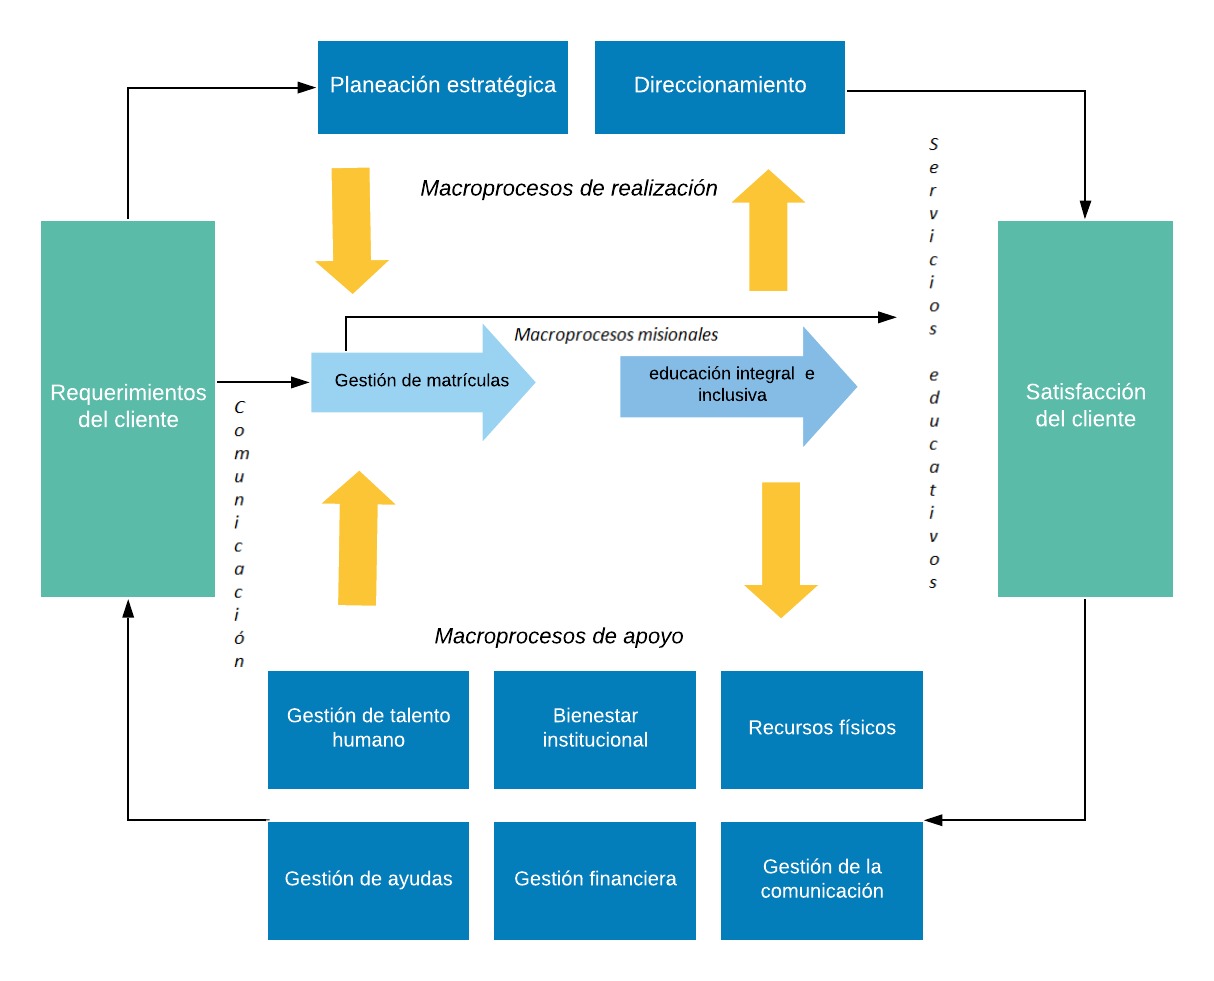 Planeación estratégica
Direccionamiento
Macroprocesos de realización
Requerimientos
del cliente
Comunicación
Macroprocesos misionales
Gestión de matrículas
educación integral e
inclusiva
Servicios educativos
Satisfacción
del cliente
Macroprocesos de apoyo
Gestión de talento
humano
Bienestar
institucional
Recursos físicos
Gestión de ayudas
Gestión financiera
Gestión de la
comunicación